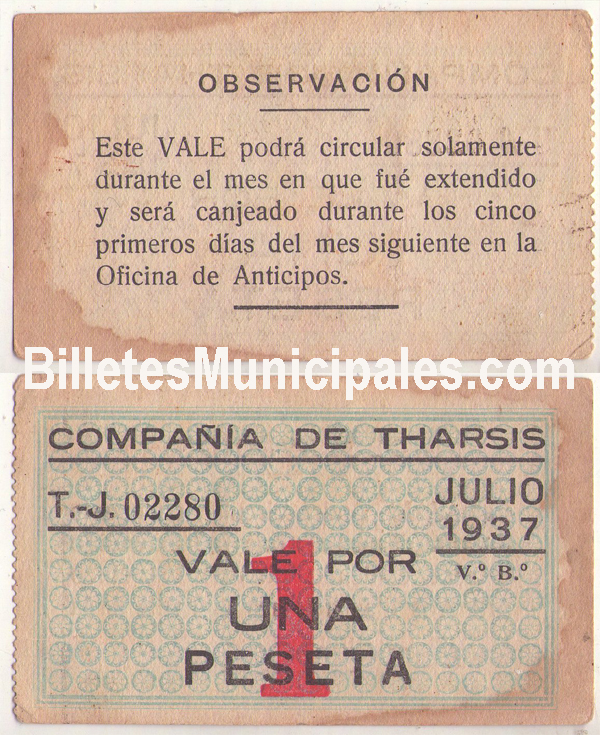 OBSERVACIÓN
Este VALE podrá circular solamente
durante el mes en que fué extendido
y será canjeado durante los cinco
primeros días del mes siguiente en la
Oficina de Anticipos.
BilletesMunicipales.com
COMPAÑÍA DE THARSIS
T.-J. 02280
JULIO
1937
V.º B.º
VALE POR
1
UNA
PESETA